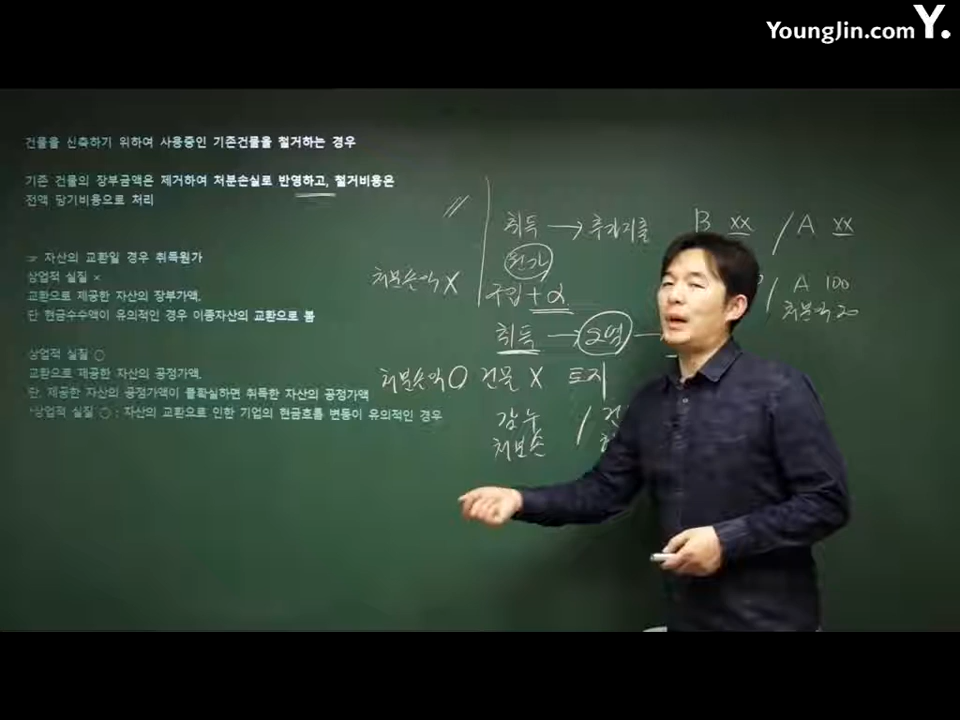 YoungJin.com Y.
건물을 신축하기 위하여 사용중인 기존건물을 철거하는 경우
기존 건물의 장부금액은 제거하여 처분손실로 반영하고, 철거비용은
전액 당기비용으로 처리
☞ 자산의 교환일 경우 취득원가
상업적 실질 ×
교환으로 제공한 자산의 장부가액.
단 현금수수액이 유의적인 경우 이종자산의 교환으로 봄
상업적 실질 ○
교환으로 제공한 자산의 공정가액.
단. 제공한 자산의 공정가액이 불확실하면 취득한 자산의 공정가액
*상업적 실질 ○ : 자산의 교환으로 인한 기업의 현금흐름 변동이 유의적인 경우
취득 → 추가지출 B xx / A xx
원가
처분손익 X
구입 + α
/ A 100
처분익 20
취득 →
처분손익 O 건물 X 토지
감누 / 건
처분손